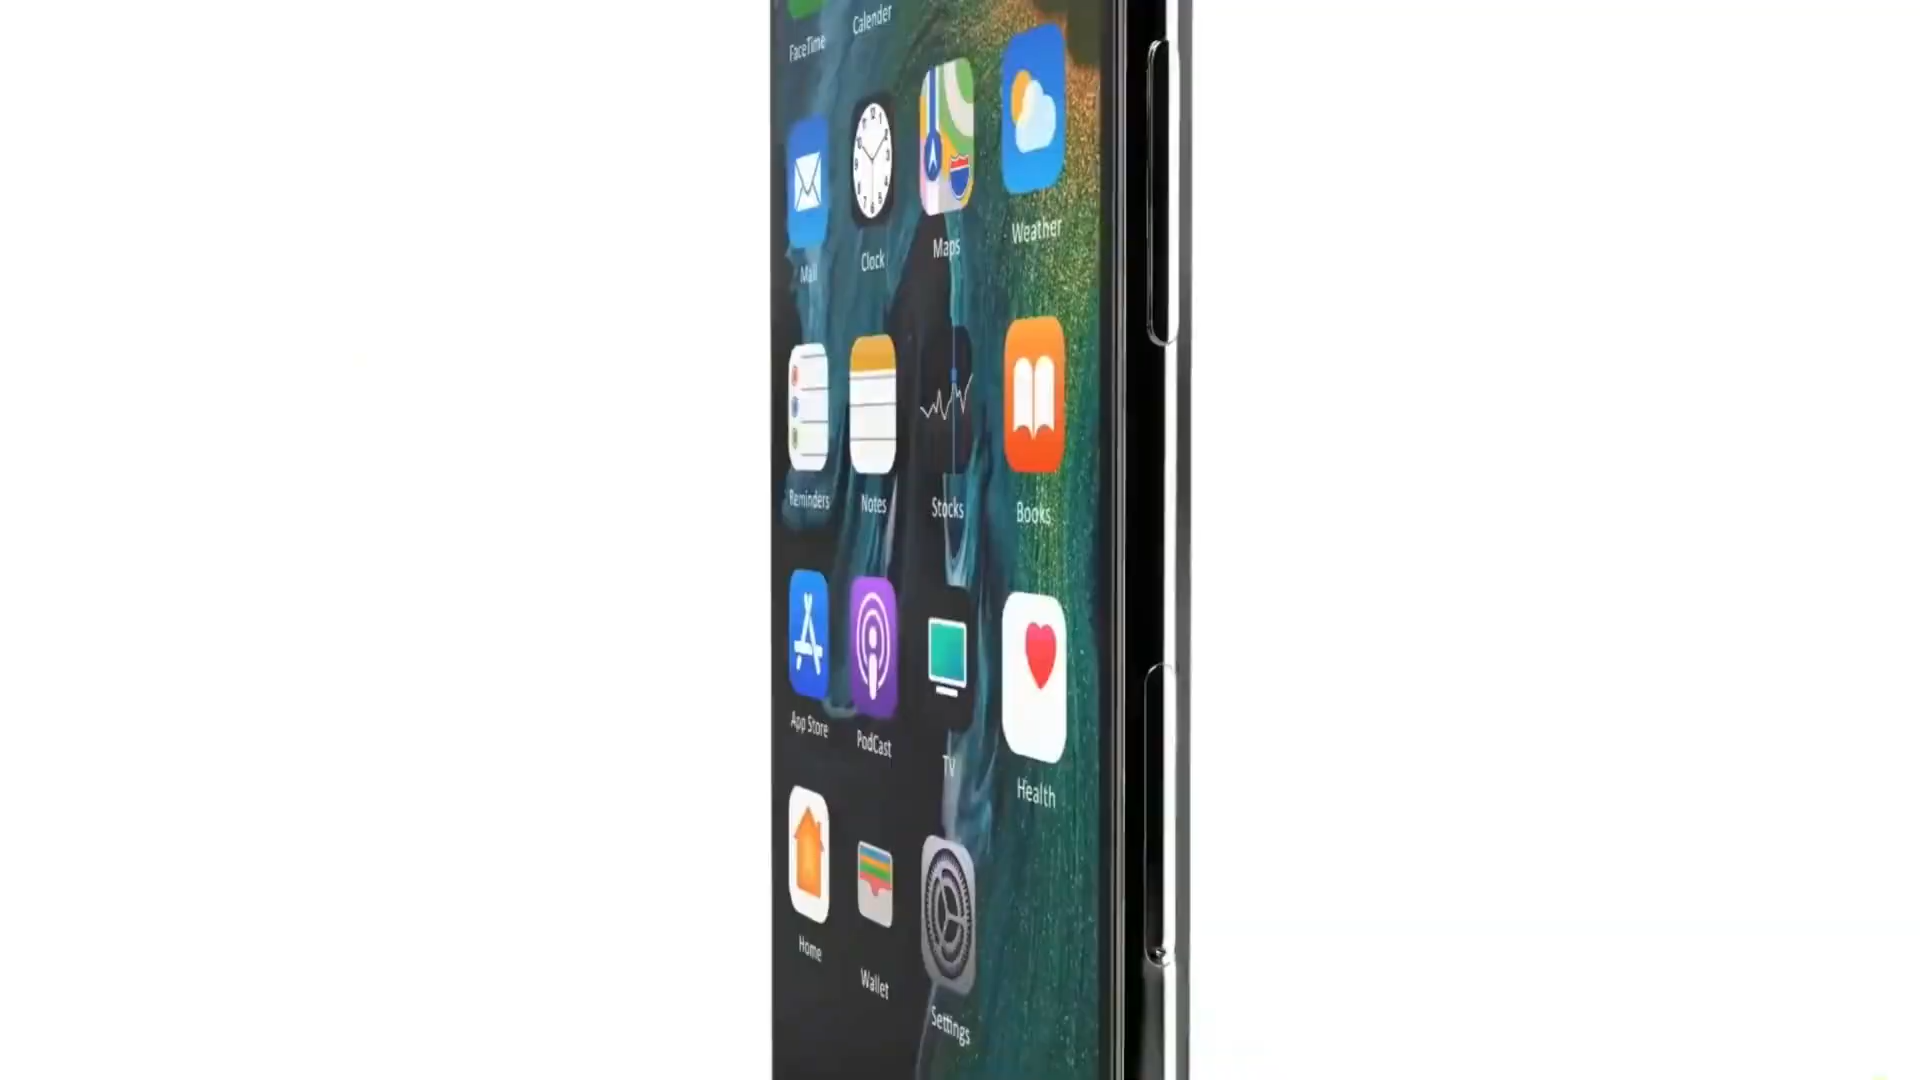 FaceTime
Calender
Mail
Clock
Maps
Weather
Reminders
Notes
Stocks
Books
App Store
PodCast
TV
Health
Home
Wallet
Settings